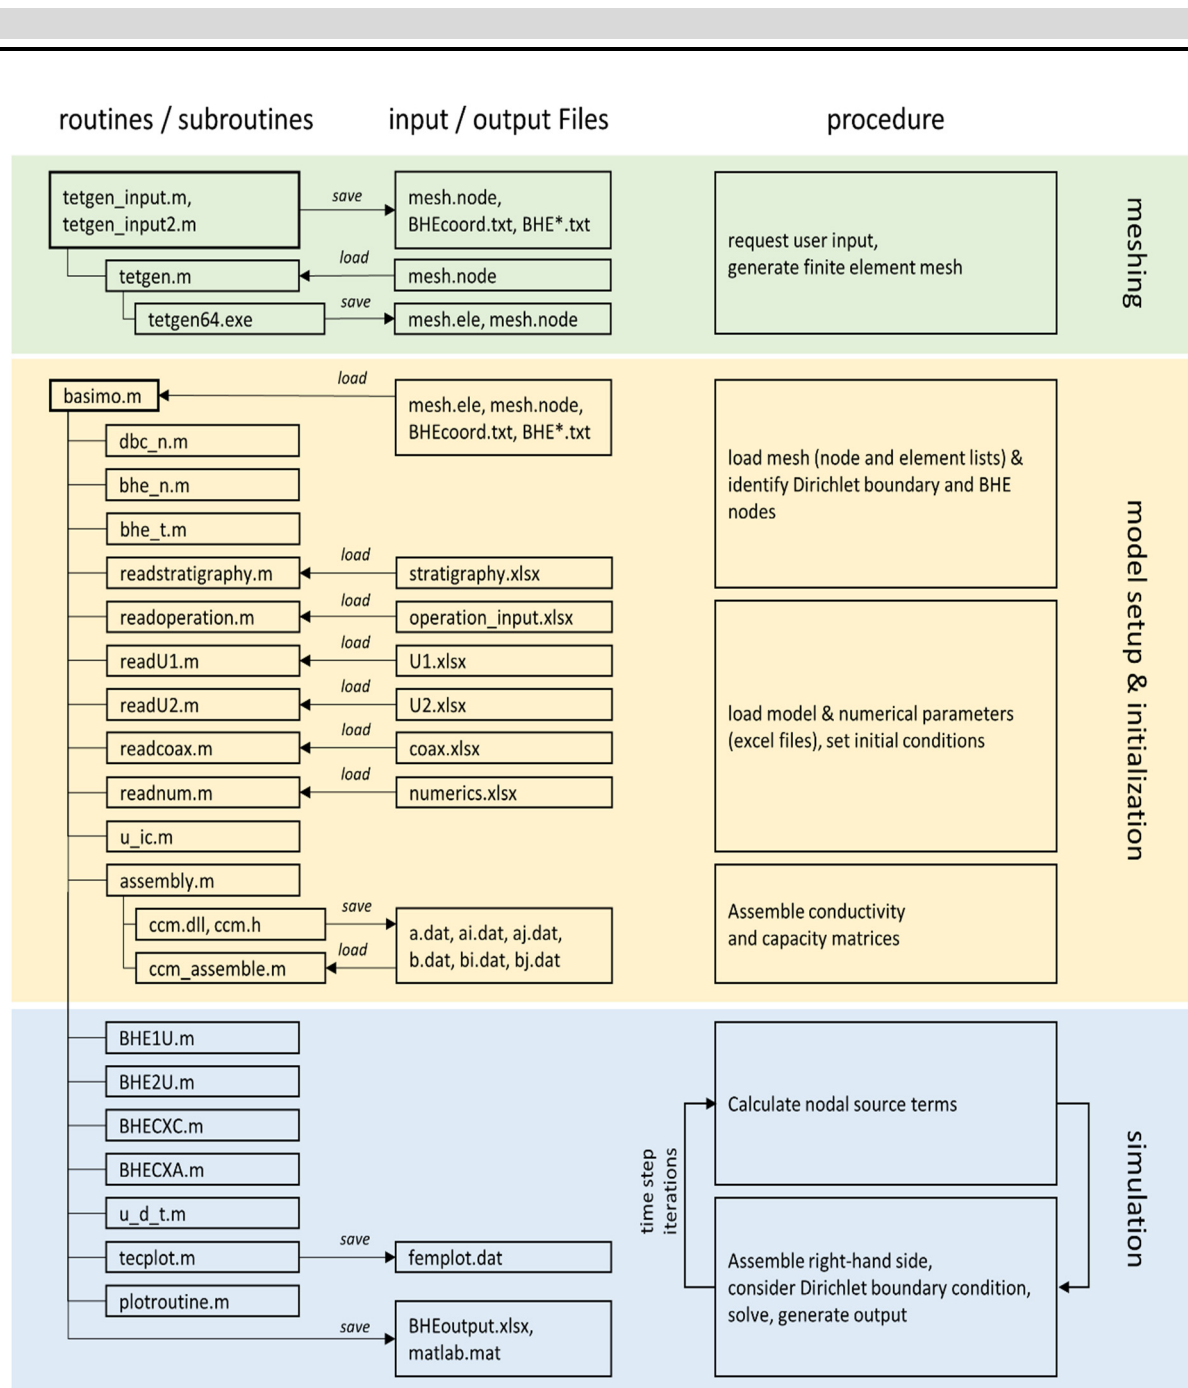 routines / subroutines
input / output Files
procedure
tetgen_input.m,
tetgen_input2.m
save
mesh.node,
BHEcoord.txt, BHE*.txt
tetgen.m
load
mesh.node
tetgen64.exe
save
mesh.ele, mesh.node
request user input,
generate finite element mesh
meshing
basimo.m
load
mesh.ele, mesh.node,
BHEcoord.txt, BHE*.txt
dbc_n.m
bhe_n.m
bhe_t.m
readstratigraphy.m
load
stratigraphy.xlsx
readoperation.m
load
operation_input.xlsx
readU1.m
load
U1.xlsx
readU2.m
load
U2.xlsx
readcoax.m
load
coax.xlsx
readnum.m
load
numerics.xlsx
u_ic.m
assembly.m
ccm.dll, ccm.h
save
a.dat, ai.dat, aj.dat,
b.dat, bi.dat, bj.dat
ccm_assemble.m
load
load mesh (node and element lists) &
identify Dirichlet boundary and BHE
nodes
load model & numerical parameters
(excel files), set initial conditions
Assemble conductivity
and capacity matrices
model setup & initialization
BHE1U.m
BHE2U.m
BHECXC.m
BHECXA.m
u_d_t.m
tecplot.m
save
femplot.dat
plotroutine.m
save
BHEoutput.xlsx,
matlab.mat
time step
iterations
Calculate nodal source terms
Assemble right-hand side,
consider Dirichlet boundary condition,
solve, generate output
simulation